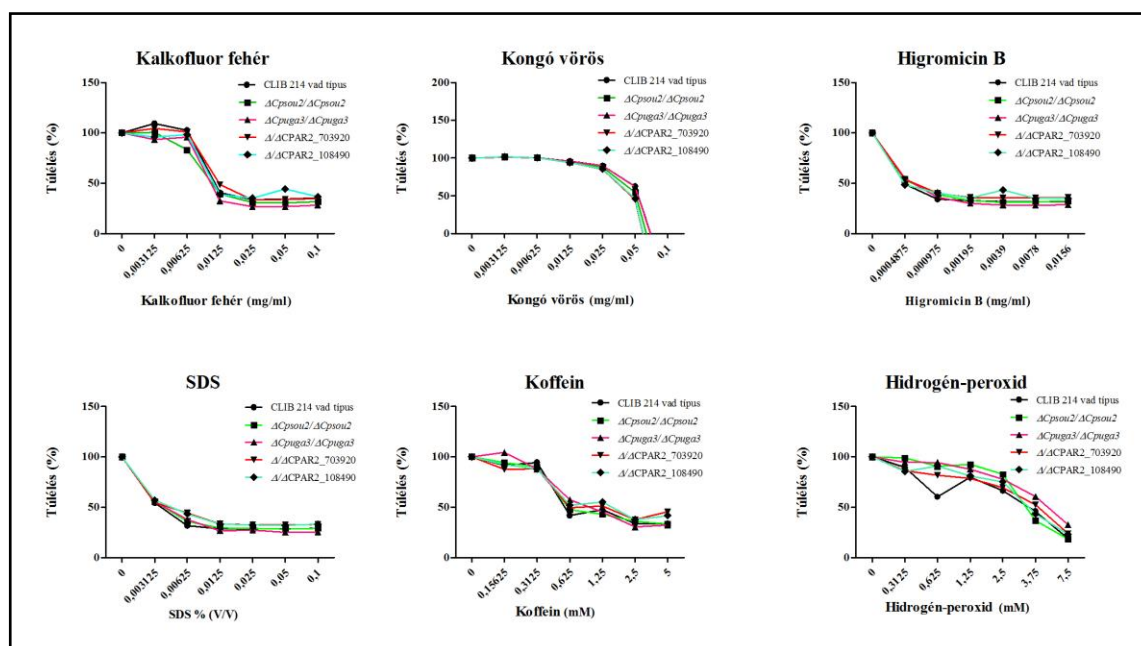 Kalkofluor fehér
Túlélés (%)
150
100
50
0
CLIB 214 vad típus
ΔCpsou2/ΔCpsou2
ΔCpuga3/ΔCpuga3
Δ/ΔCPAR2_703920
Δ/ΔCPAR2_108490
0
0,003125
0,00625
0,0125
0,025
0,05
0,1
Kalkofluor fehér (mg/ml)
Kongó vörös
Túlélés (%)
200
150
100
50
0
CLIB 214 vad típus
ΔCpsou2/ΔCpsou2
ΔCpuga3/ΔCpuga3
Δ/ΔCPAR2_703920
Δ/ΔCPAR2_108490
0
0,003125
0,00625
0,0125
0,025
0,05
0,1
Kongó vörös (mg/ml)
Higromicin B
Túlélés (%)
150
100
50
0
CLIB 214 vad típus
ΔCpsou2/ΔCpsou2
ΔCpuga3/ΔCpuga3
Δ/ΔCPAR2_703920
Δ/ΔCPAR2_108490
0
0,0004875
0,000975
0,00195
0,0039
0,0078
0,0156
Higromicin B (mg/ml)
SDS
Túlélés (%)
150
100
50
0
CLIB 214 vad típus
ΔCpsou2/ΔCpsou2
ΔCpuga3/ΔCpuga3
Δ/ΔCPAR2_703920
Δ/ΔCPAR2_108490
0
0,003125
0,00625
0,0125
0,025
0,05
0,1
SDS % (V/V)
Koffein
Túlélés (%)
150
100
50
0
CLIB 214 vad típus
ΔCpsou2/ΔCpsou2
ΔCpuga3/ΔCpuga3
Δ/ΔCPAR2_703920
Δ/ΔCPAR2_108490
0
0,15625
0,3125
0,625
1,25
2,5
5
Koffein (mM)
Hidrogén-peroxid
Túlélés (%)
150
100
50
0
CLIB 214 vad típus
ΔCpsou2/ΔCpsou2
ΔCpuga3/ΔCpuga3
Δ/ΔCPAR2_703920
Δ/ΔCPAR2_108490
0
0,3125
0,625
1,25
2,5
3,75
7,5
Hidrogén-peroxid (mM)